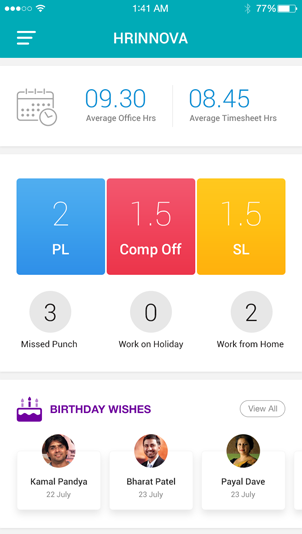 1:41 AM 77%
HRINNOVA
09.30 08.45
Average Office Hrs Average Timesheet Hrs
2 1.5 1.5
PL Comp Off SL
3 0 2
Missed Punch Work on Holiday Work from Home
BIRTHDAY WISHES View All
Kamal Pandya Bharat Patel Payal Dave
22 July 23 July 23 July